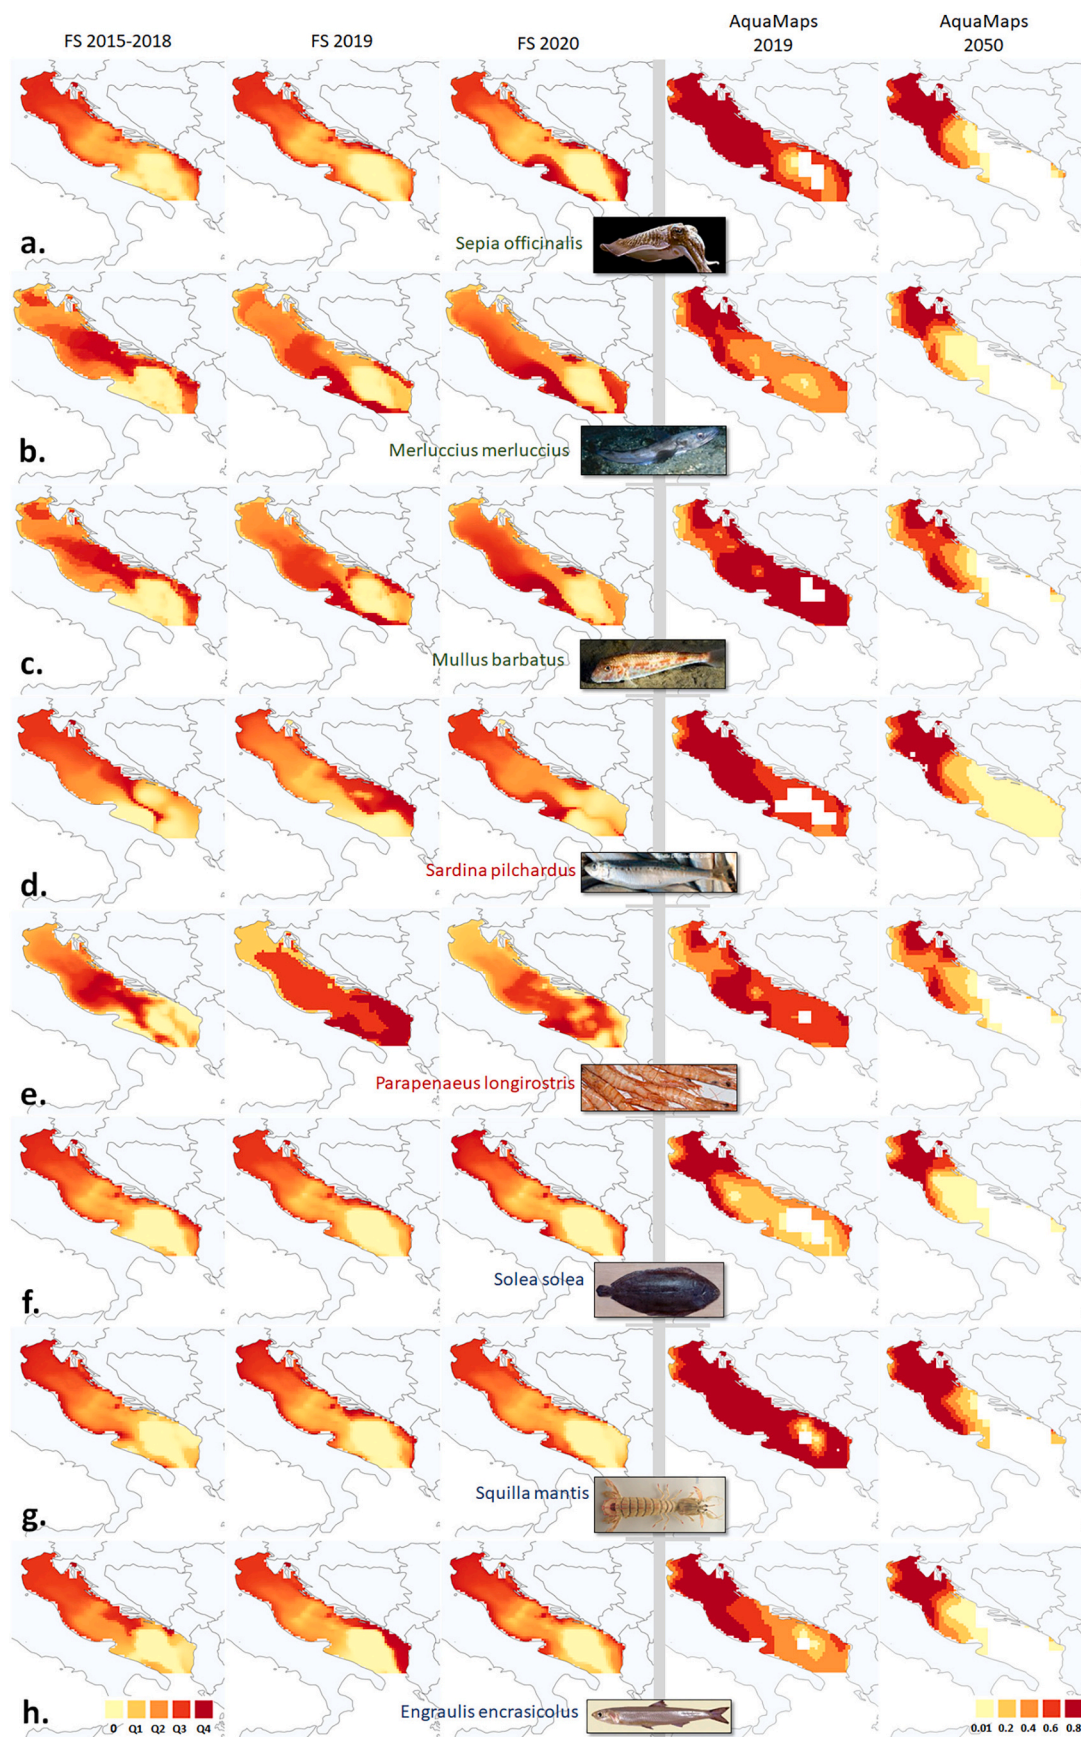 FS 2015-2018
FS 2019
FS 2020
AquaMaps
2019
AquaMaps
2050
a.
Sepia officinalis
b.
Merluccius merluccius
c.
Mullus barbatus
d.
Sardina pilchardus
e.
Parapenaeus longirostris
f.
Solea solea
g.
Squilla mantis
h.
Engraulis encrasicolus
0 Q1 Q2 Q3 Q4
0.01 0.2 0.4 0.6 0.8